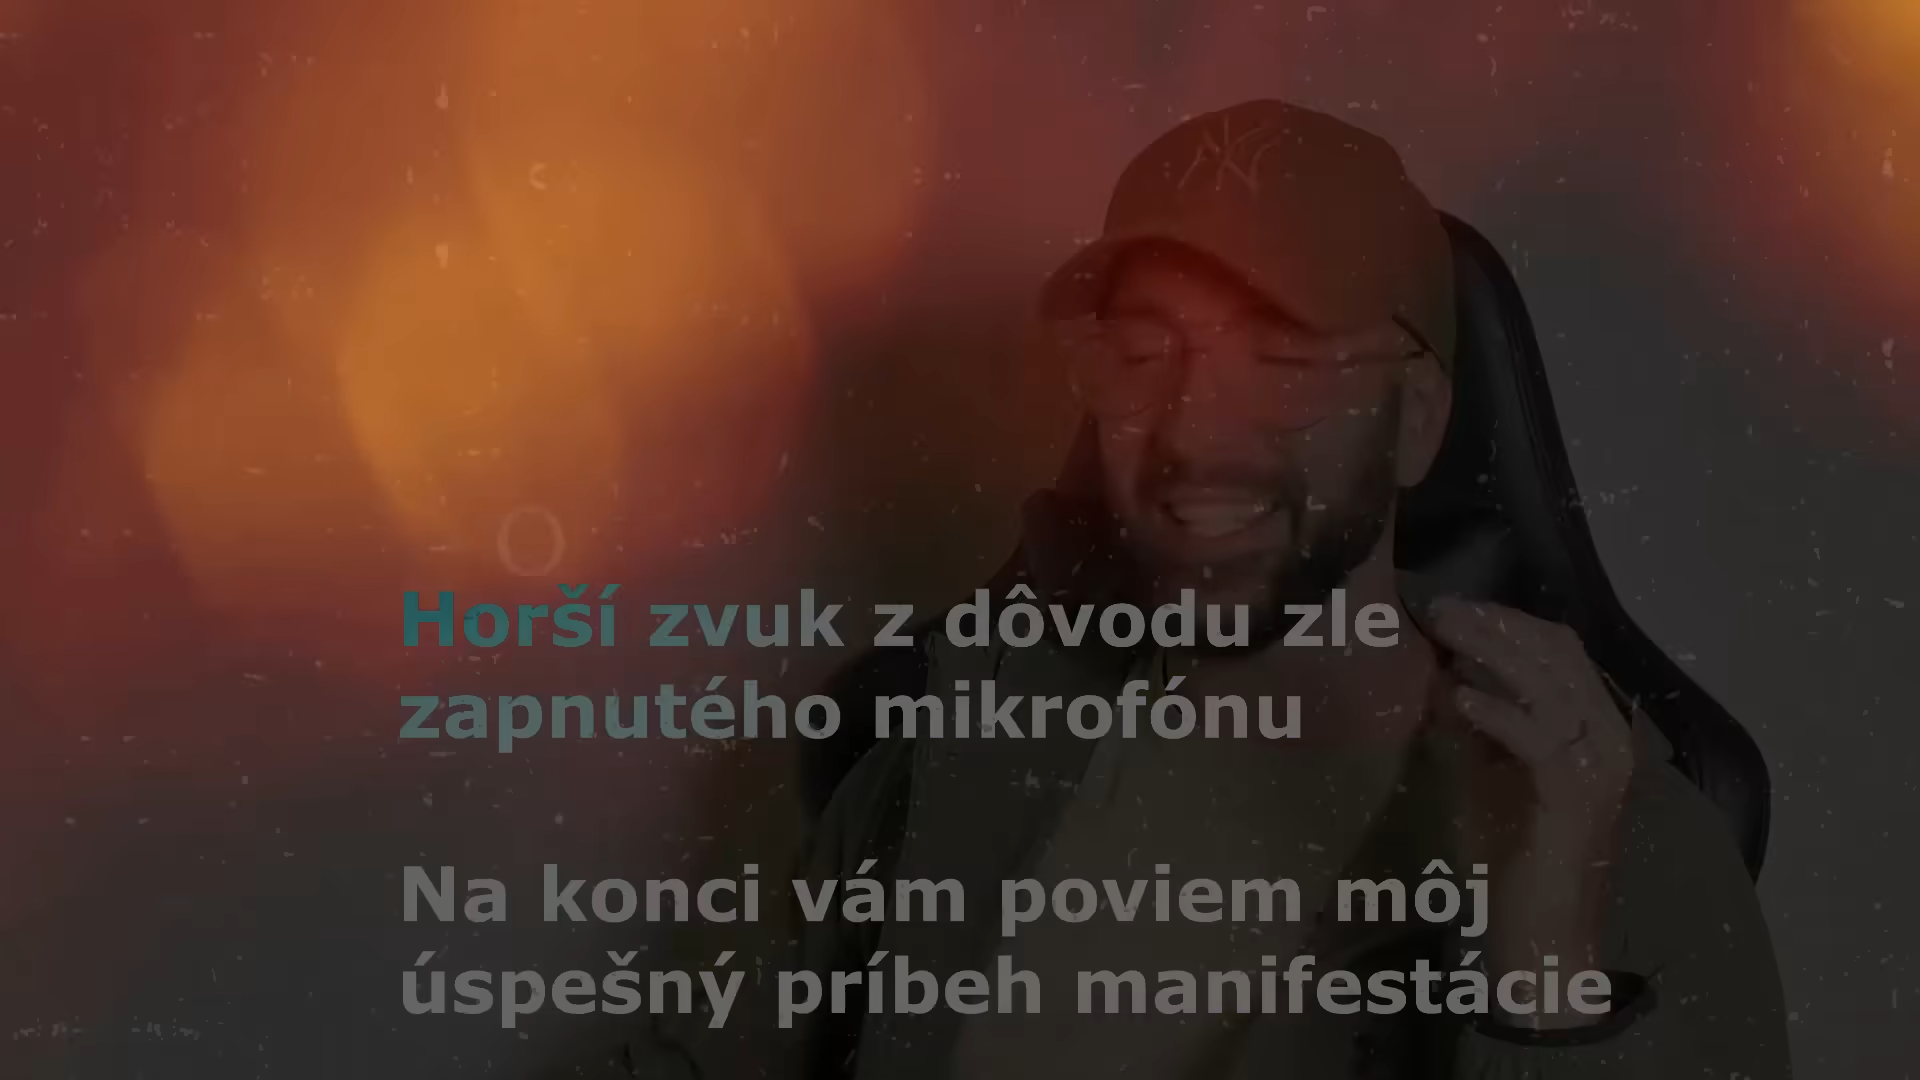 Horší zvuk z dôvodu zle
zapnutého mikrofónu
Na konci vám poviem môj
úspešný príbeh manifestácie